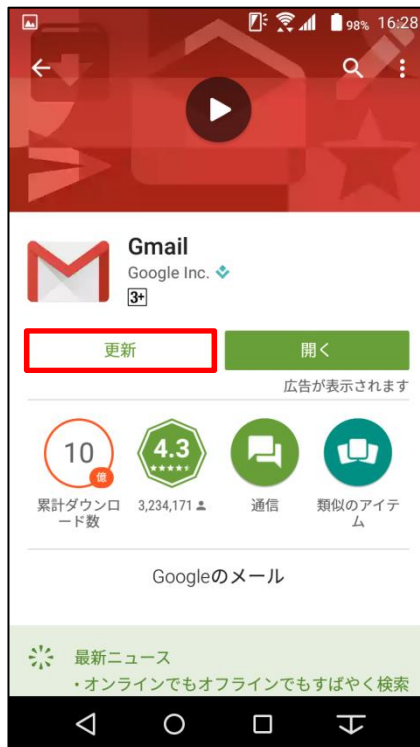 98% 16:28
Gmail
Google Inc.
3+
更新
開く
広告が表示されます
10
億
4.3
累計ダウンロ
ード数
3,234,171
通信
類似のアイテ
ム
Googleのメール
最新ニュース
・オンラインでもオフラインでもすばやく検索